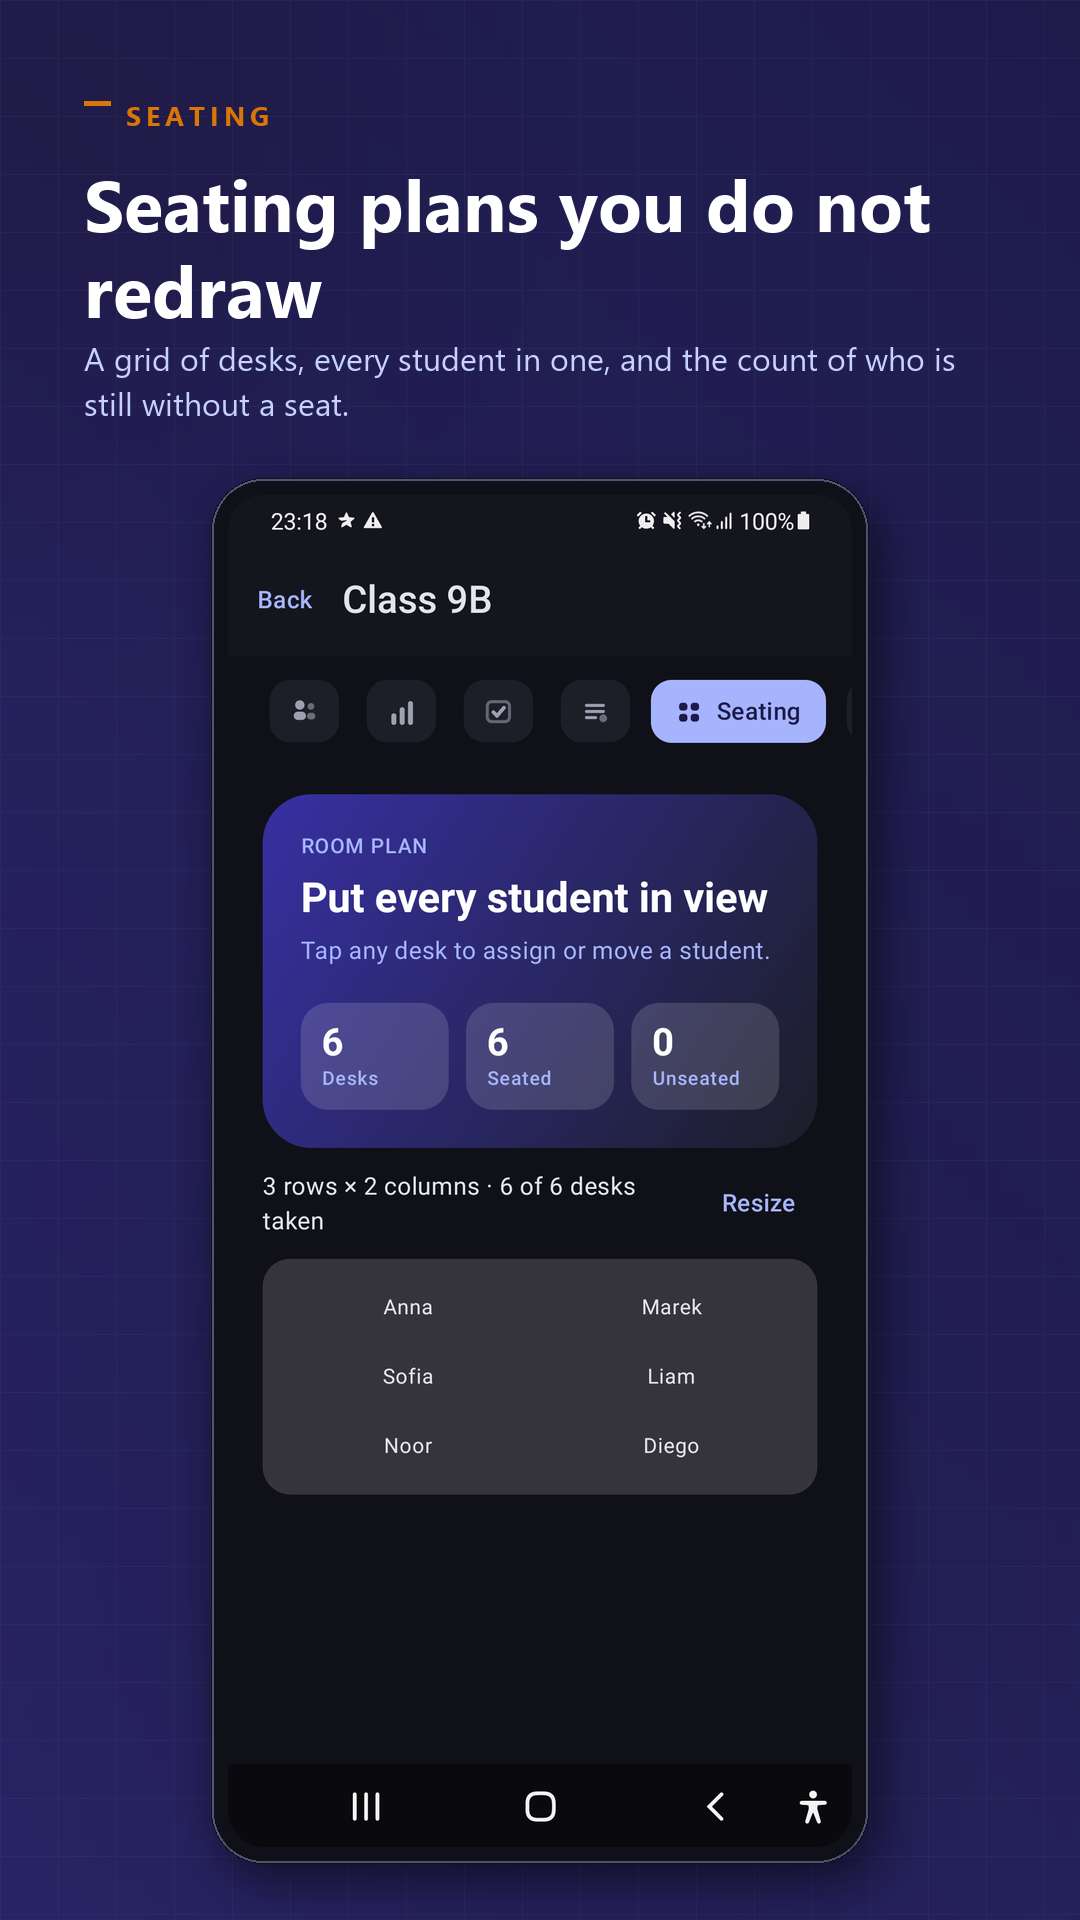 SEATING
Seating plans you do not
redraw
A grid of desks, every student in one, and the count of who is
still without a seat.
23:18 100%
Back Class 9B
Seating
ROOM PLAN
Put every student in view
Tap any desk to assign or move a student.
6 6 0
Desks Seated Unseated
3 rows × 2 columns · 6 of 6 desks
taken
Resize
Anna Marek
Sofia Liam
Noor Diego